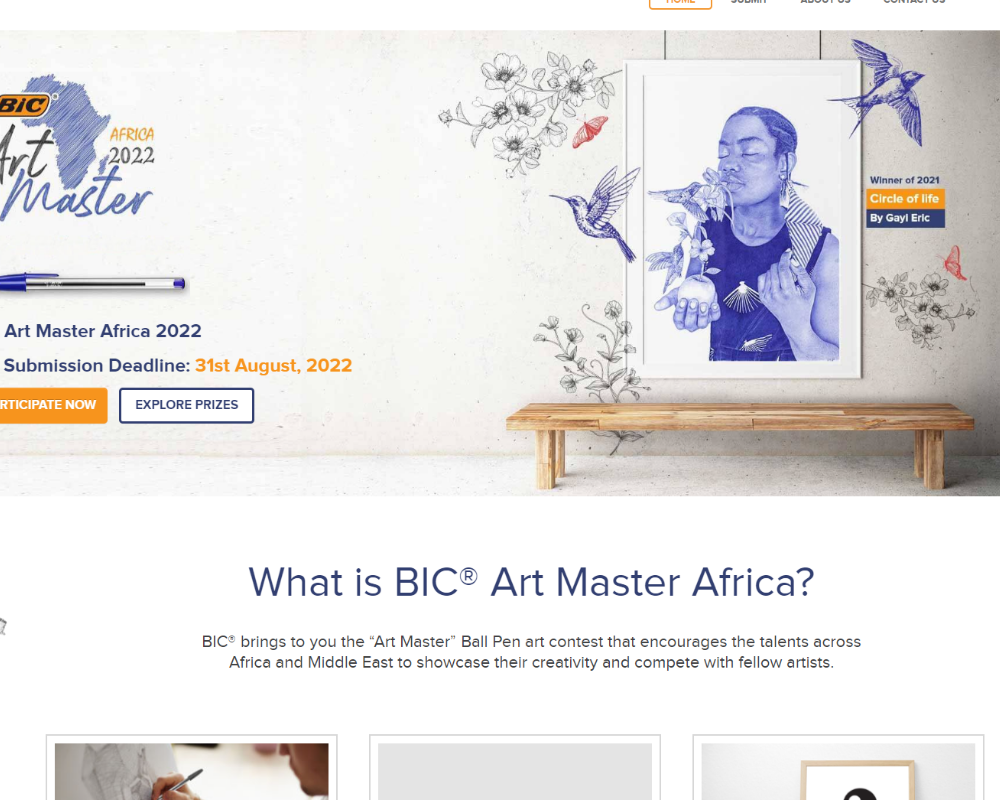 HOME SUBMIT ABOUT US CONTACT US
BiC
Art
Master
AFRICA
2022
Winner of 2021
Circle of life
By Gayl Eric
Art Master Africa 2022
Submission Deadline: 31st August, 2022
RTICIPATE NOW EXPLORE PRIZES
What is BIC® Art Master Africa?
BIC® brings to you the “Art Master” Ball Pen art contest that encourages the talents across
Africa and Middle East to showcase their creativity and compete with fellow artists.